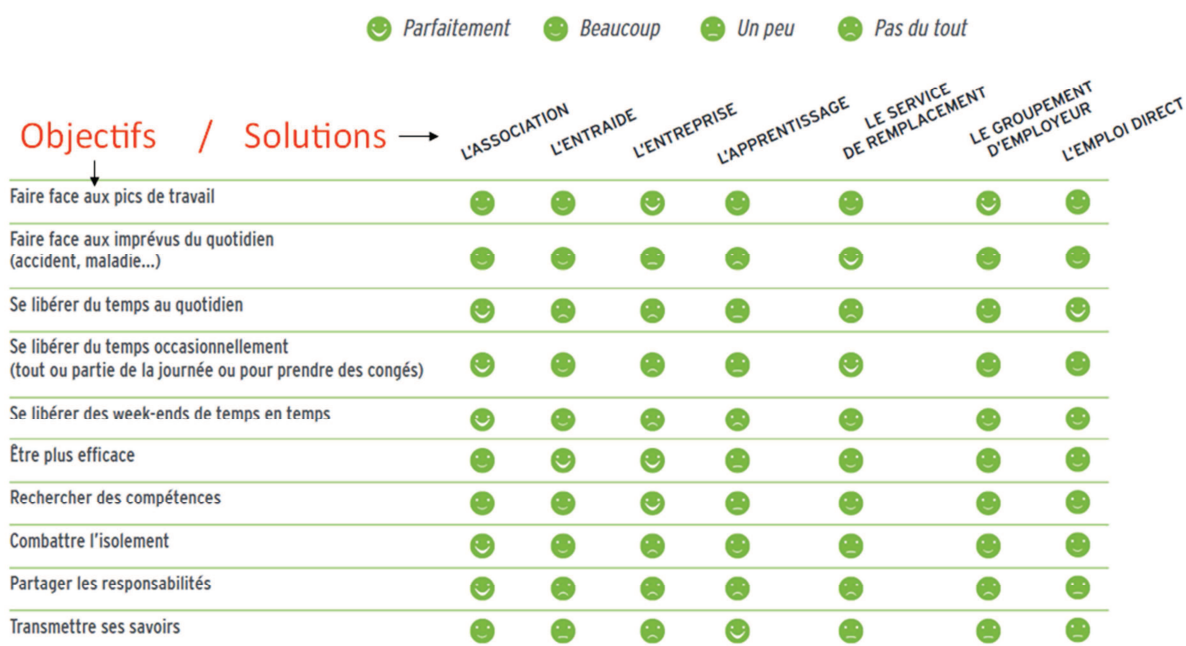 Parfaitement Beaucoup Un peu Pas du tout
Objectifs / Solutions
L'ASSOCIATION
L'ENTRAIDE
L'ENTREPRISE
L'APPRENTISSAGE
LE SERVICE
DE REMPLACEMENT
LE GROUPEMENT
D'EMPLOYEUR
L'EMPLOI DIRECT
Faire face aux pics de travail
Faire face aux imprévus du quotidien
(accident, maladie...)
Se libérer du temps au quotidien
Se libérer du temps occasionnellement
(tout ou partie de la journée ou pour prendre des congés)
Se libérer des week-ends de temps en temps
Être plus efficace
Rechercher des compétences
Combattre l'isolement
Partager les responsabilités
Transmettre ses savoirs